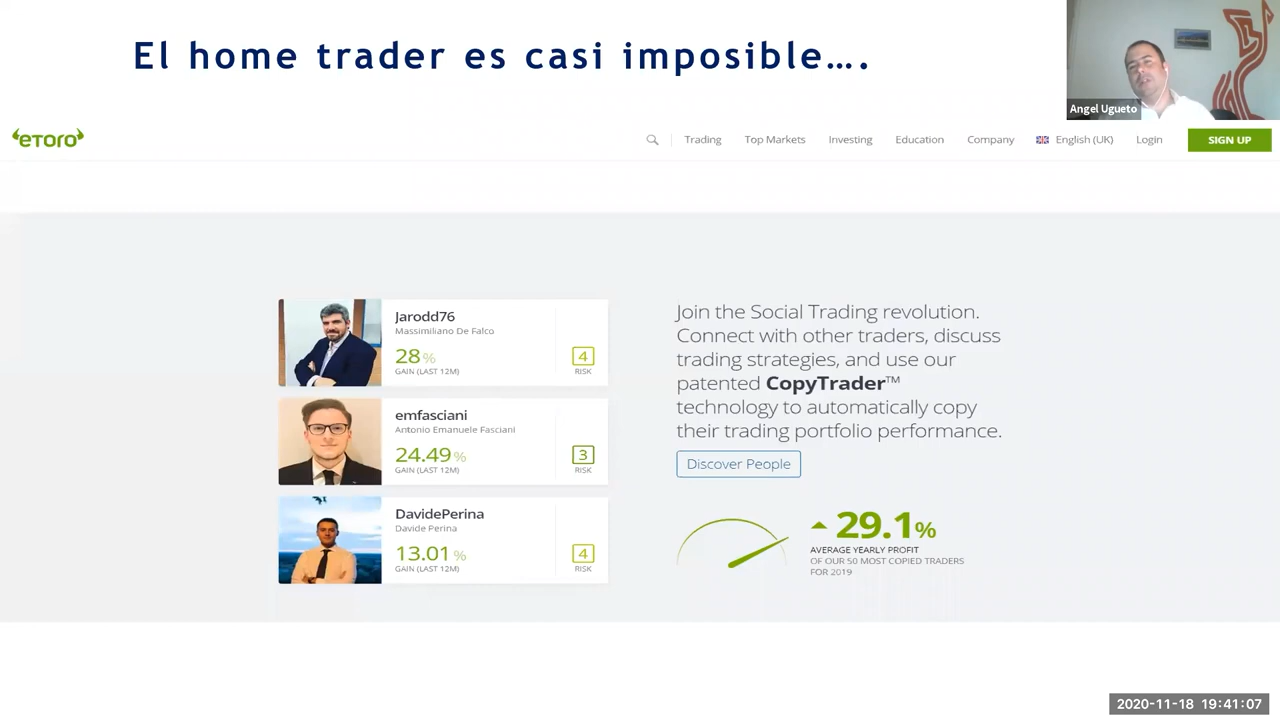 El home trader es casi imposible….
Angel Ugueto
eToro
Trading Top Markets Investing Education Company English (UK) Login SIGN UP
Jarodd76
Massimiliano De Falco
28 %
GAIN (LAST 12M)
4
RISK
emfasciani
Antonio Emanuele Fasciani
24.49 %
GAIN (LAST 12M)
3
RISK
DavidePerina
Davide Perina
13.01 %
GAIN (LAST 12M)
4
RISK
Join the Social Trading revolution.
Connect with other traders, discuss
trading strategies, and use our
patented CopyTrader™
technology to automatically copy
their trading portfolio performance.
Discover People
29.1%
AVERAGE YEARLY PROFIT
OF OUR 50 MOST COPIED TRADERS
FOR 2019
2020-11-18 19:41:07